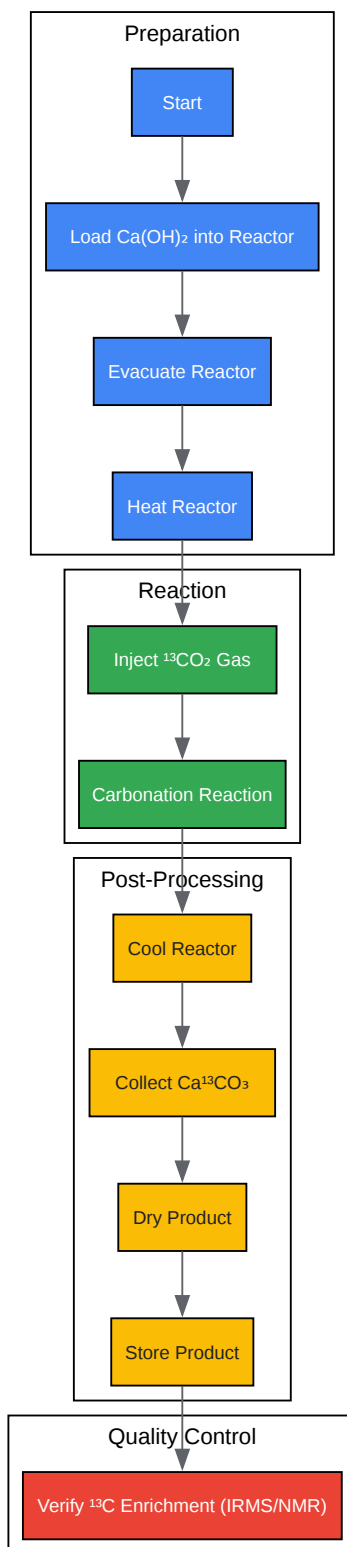 Preparation
Start
Load Ca(OH)₂ into Reactor
Evacuate Reactor
Heat Reactor
Reaction
Inject ¹³CO₂ Gas
Carbonation Reaction
Post-Processing
Cool Reactor
Collect Ca¹³CO₃
Dry Product
Store Product
Quality Control
Verify ¹³C Enrichment (IRMS/NMR)